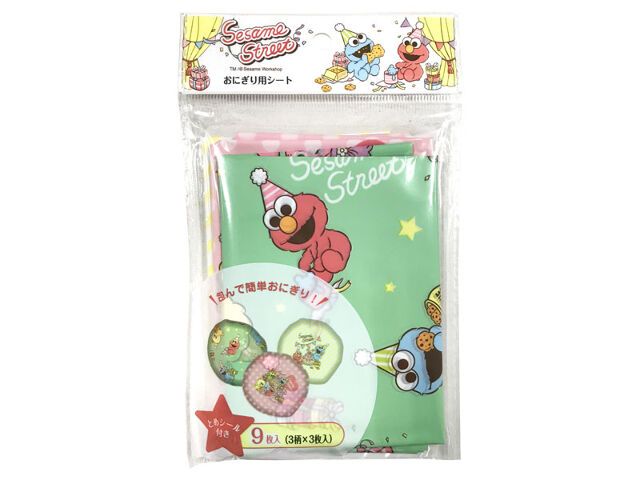 Sesame
Street
TM /© Sesame Workshop
おにぎり用シート
Sesame
Street
包んで簡単おにぎり!
とめシール
付き
9枚入 (3柄×3枚入)